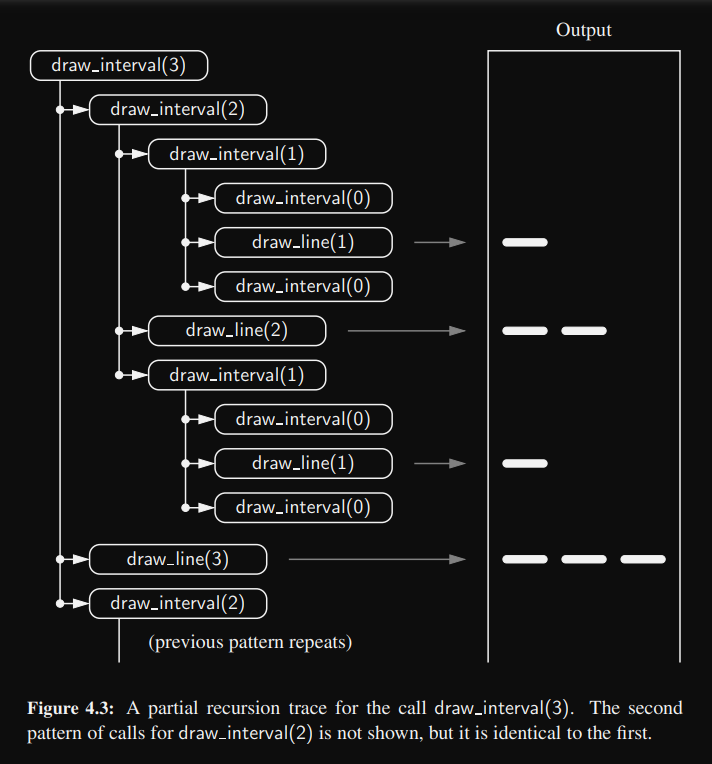 Output
draw_interval(3)
draw_interval(2)
draw_interval(1)
draw_interval(0)
draw_line(1)
draw_interval(0)
draw_line(2)
draw_interval(1)
draw_interval(0)
draw_line(1)
draw_interval(0)
draw_line(3)
draw_interval(2)
(previous pattern repeats)
Figure 4.3: A partial recursion trace for the call draw_interval(3). The second
pattern of calls for draw_interval(2) is not shown, but it is identical to the first.